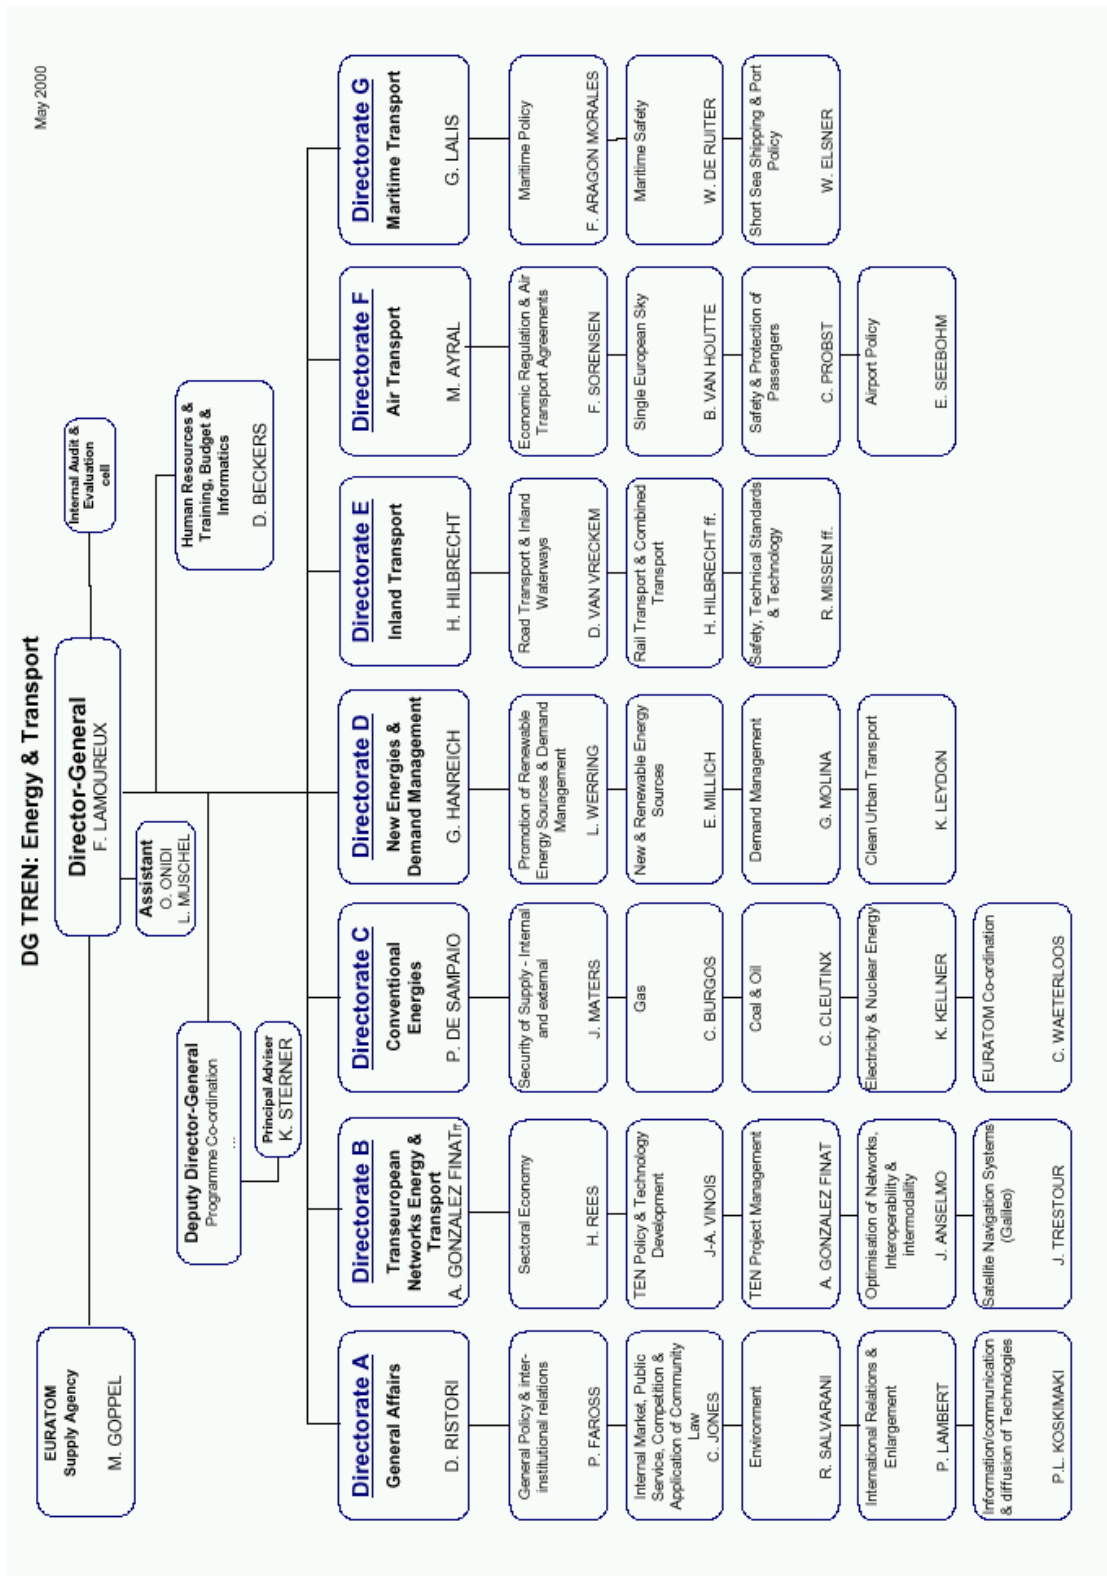 May 2000
DG TREN: Energy & Transport
EURATOM
Supply Agency
M. GOPPEL
Director-General
F. LAMOUREUX
Internal Audit &
Evaluation
cell
Assistant
O. ONIDI
L. MUSCHEL
Deputy Director-General
Programme Co-ordination
...
Principal Adviser
K. STERNER
Human Resources &
Training, Budget &
Informatics
D. BECKERS
Directorate A
General Affairs
D. RISTORI
General Policy & inter-
institutional relations
P. FAROSS
Internal Market, Public
Service, Competition &
Application of Community
Law
C. JONES
Environment
R. SALVARANI
International Relations &
Enlargement
P. LAMBERT
Information/communication
& diffusion of Technologies
P.L. KOSKIMAKI
Directorate B
Transeuropean
Networks Energy &
Transport
A. GONZALEZ FINAT ff
Sectoral Economy
H. REES
TEN Policy & Technology
Development
J-A. VINOIS
TEN Project Management
A. GONZALEZ FINAT
Optimisation of Networks,
Interoperability &
intermodality
J. ANSELMO
Satellite Navigation Systems
(Galileo)
J. TRESTOUR
Directorate C
Conventional
Energies
P. DE SAMPAIO
Security of Supply - Internal
and external
J. MATERS
Gas
C. BURGOS
Coal & Oil
C. CLEUTINX
Electricity & Nuclear Energy
K. KELLNER
EURATOM Co-ordination
C. WAETERLOOS
Directorate D
New Energies &
Demand Management
G. HANREICH
Promotion of Renewable
Energy Sources & Demand
Management
L. WERRING
New & Renewable Energy
Sources
E. MILLICH
Demand Management
G. MOLINA
Clean Urban Transport
K. LEYDON
Directorate E
Inland Transport
H. HILBRECHT
Road Transport & Inland
Waterways
D. VAN VRECKEM
Rail Transport & Combined
Transport
H. HILBRECHT ff.
Safety, Technical Standards
& Technology
R. MISSEN ff.
Directorate F
Air Transport
M. AYRAL
Economic Regulation & Air
Transport Agreements
F. SORENSEN
Single European Sky
B. VAN HOUTTE
Safety & Protection of
Passengers
C. PROBST
Airport Policy
E. SEEBOHM
Directorate G
Maritime Transport
G. LALIS
Maritime Policy
F. ARAGON MORALES
Maritime Safety
W. DE RUITER
Short Sea Shipping & Port
Policy
W. ELSNER